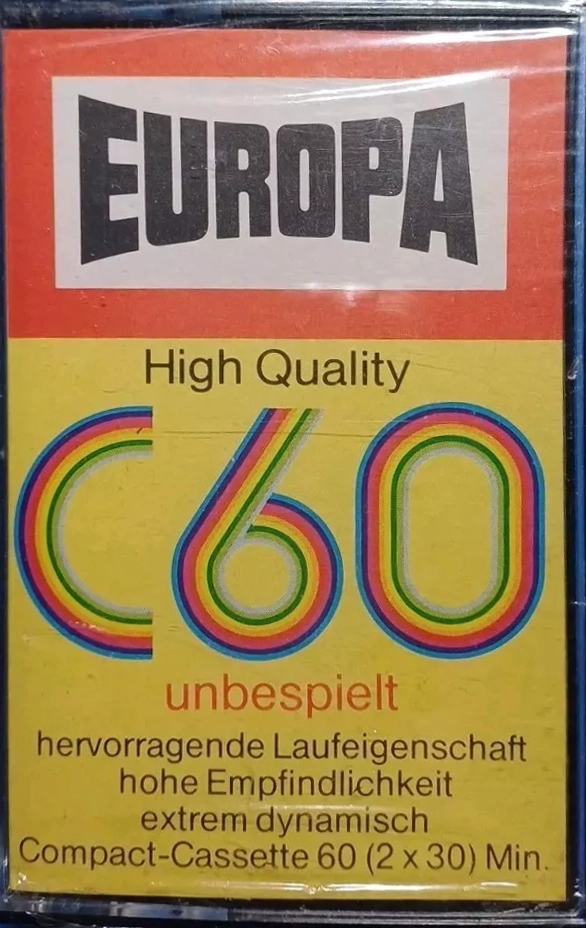 EUROPA
High Quality
C60
unbespielt
hervorragende Laufeigenschaft
hohe Empfindlichkeit
extrem dynamisch
Compact-Cassette 60 (2 x 30) Min.